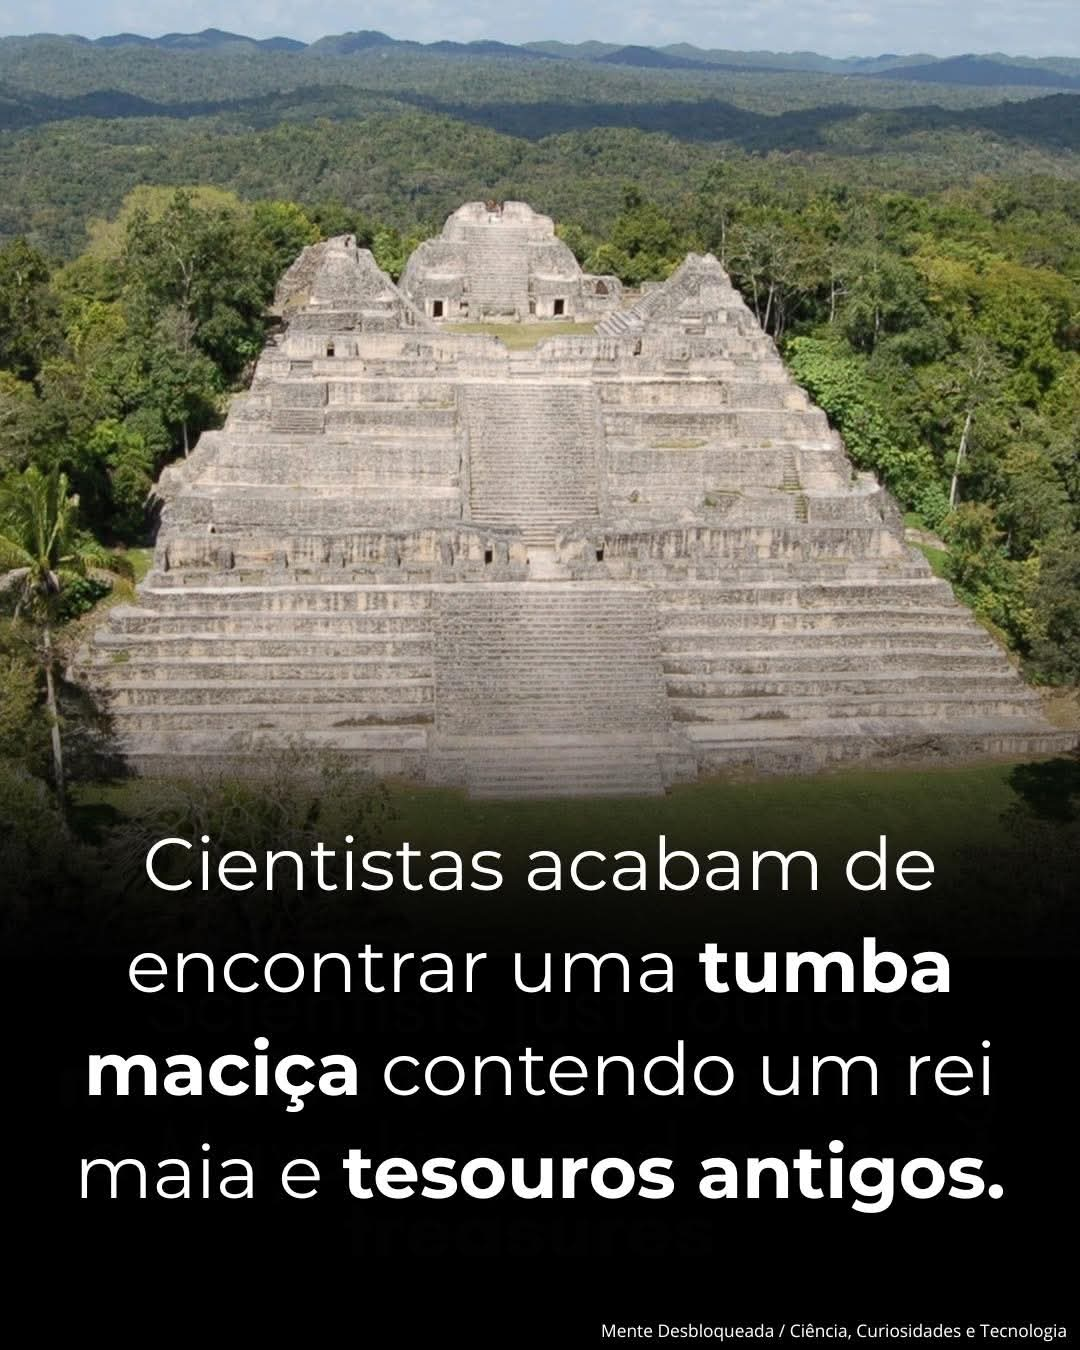 Cientistas acabam de
encontrar uma tumba
maciça contendo um rei
maia e tesouros antigos.
Mente Desbloqueada / Ciência, Curiosidades e Tecnologia